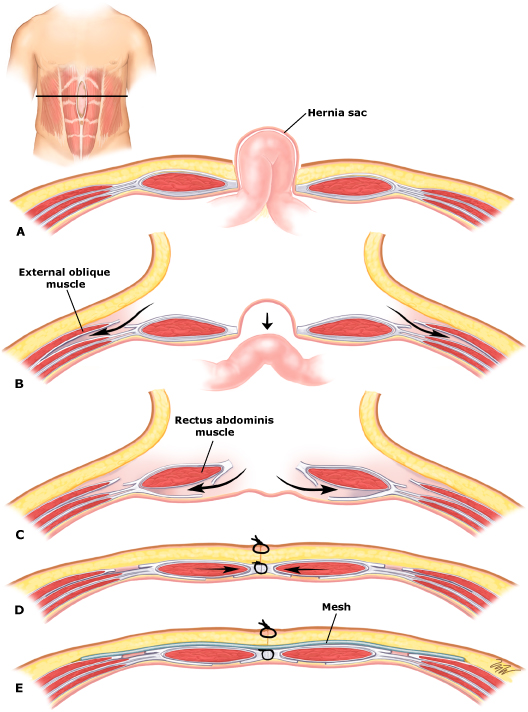 A
Hernia sac
A
External oblique
muscle
B
Rectus abdominis
muscle
C
D
Mesh
E